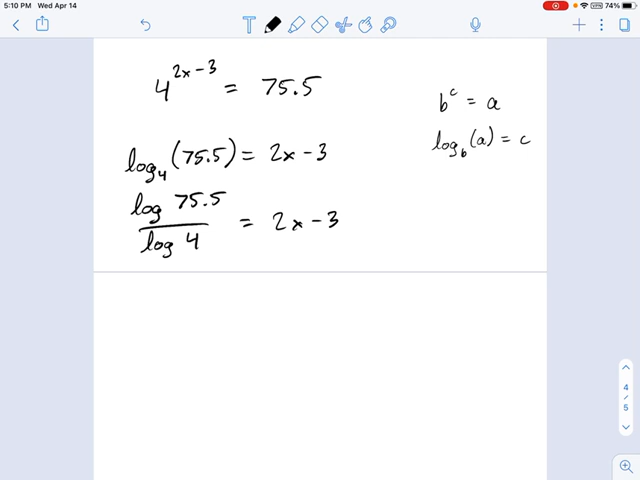 5:10 PM Wed Apr 14
VPN 74%
T
4^(2x-3) = 75.5
b^c = a
log_b(a) = c
log_4(75.5) = 2x-3
log 75.5 / log 4 = 2x-3
4/5